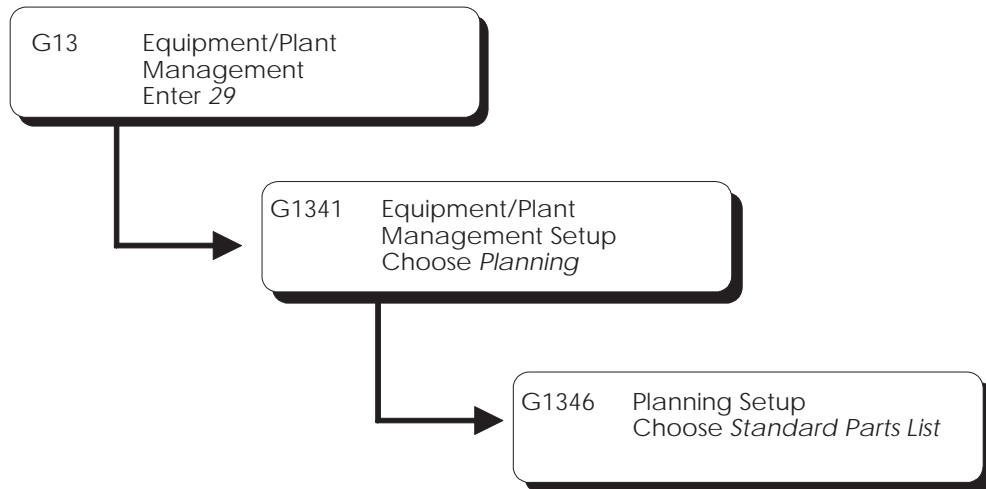 G13 Equipment/Plant
Management
Enter 29
G1341 Equipment/Plant
Management Setup
Choose Planning
G1346 Planning Setup
Choose Standard Parts List